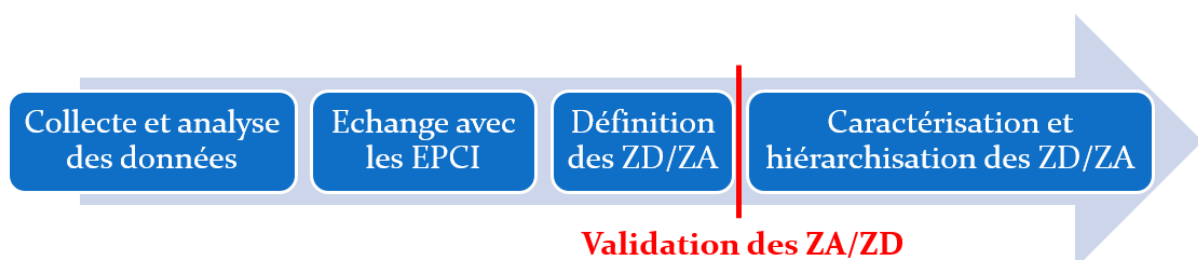 Collecte et analyse
des données
Echange avec
les EPCI
Définition
des ZD/ZA
Caractérisation et
hiérarchisation des ZD/ZA
Validation des ZA/ZD